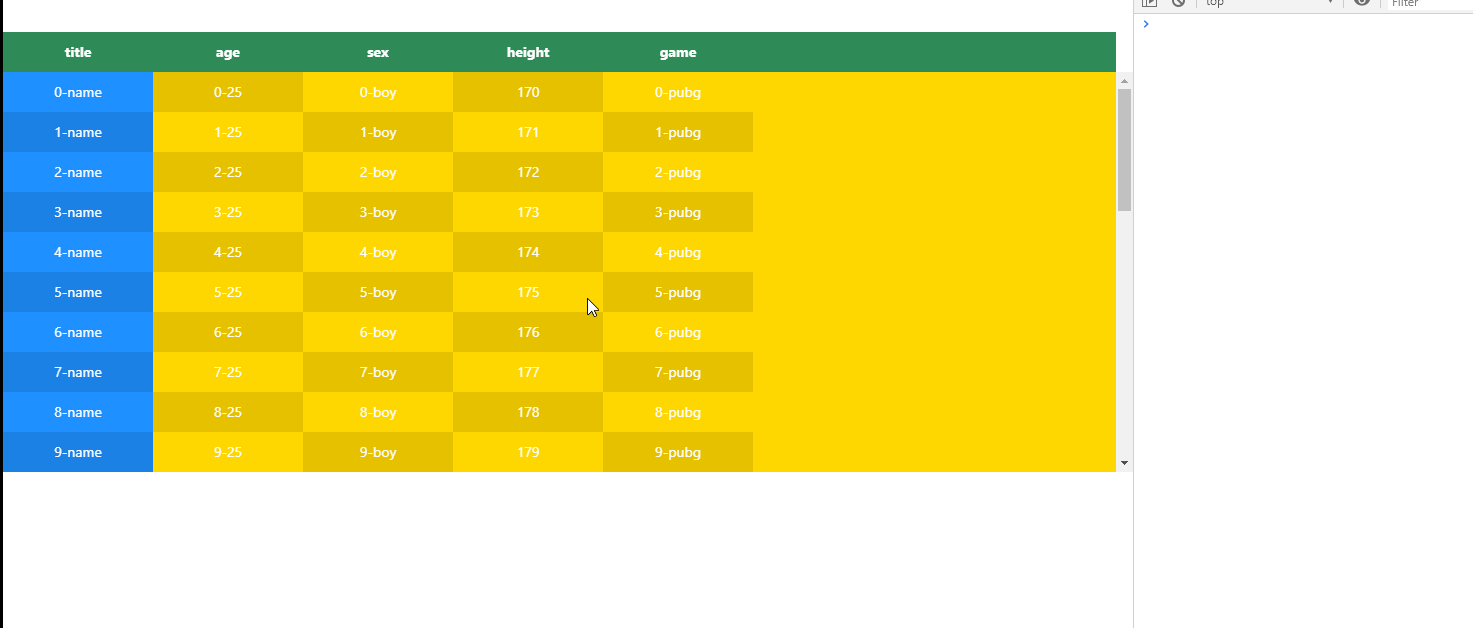 top Filter
title age sex height game
0-name 0-25 0-boy 170 0-pubg
1-name 1-25 1-boy 171 1-pubg
2-name 2-25 2-boy 172 2-pubg
3-name 3-25 3-boy 173 3-pubg
4-name 4-25 4-boy 174 4-pubg
5-name 5-25 5-boy 175 5-pubg
6-name 6-25 6-boy 176 6-pubg
7-name 7-25 7-boy 177 7-pubg
8-name 8-25 8-boy 178 8-pubg
9-name 9-25 9-boy 179 9-pubg